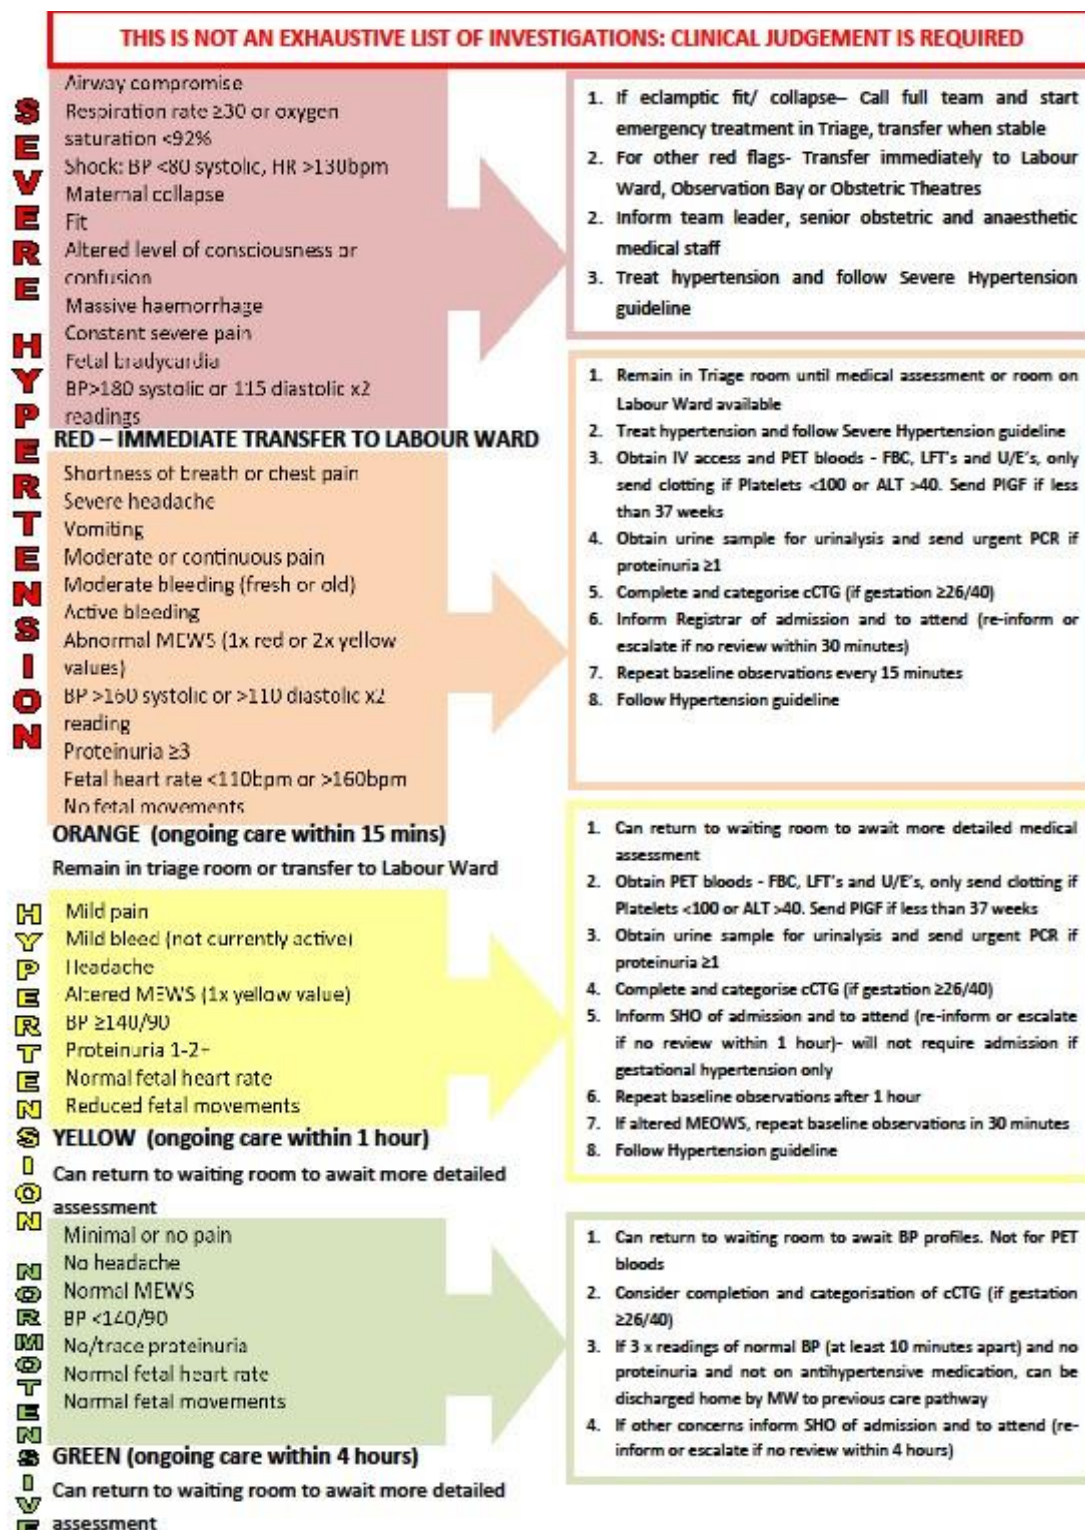 THIS IS NOT AN EXHAUSTIVE LIST OF INVESTIGATIONS: CLINICAL JUDGEMENT IS REQUIRED
SEVERE HYPERTENSION
Airway compromise
Respiration rate ≥30 or oxygen
saturation <92%
Shock: BP <80 systolic, HR >130bpm
Maternal collapse
Fit
Altered level of consciousness or
confusion
Massive haemorrhage
Constant severe pain
Fetal bradycardia
BP>180 systolic or 115 diastolic x2
readings
RED – IMMEDIATE TRANSFER TO LABOUR WARD
1. If eclamptic fit/ collapse– Call full team and start
emergency treatment in Triage, transfer when stable
2. For other red flags- Transfer immediately to Labour
Ward, Observation Bay or Obstetric Theatres
2. Inform team leader, senior obstetric and anaesthetic
medical staff
3. Treat hypertension and follow Severe Hypertension
guideline
Shortness of breath or chest pain
Severe headache
Vomiting
Moderate or continuous pain
Moderate bleeding (fresh or old)
Active bleeding
Abnormal MEWS (1x red or 2x yellow
values)
BP >160 systolic or >110 diastolic x2
reading
Proteinuria ≥3
Fetal heart rate <110bpm or >160bpm
No fetal movements
ORANGE (ongoing care within 15 mins)
Remain in triage room or transfer to Labour Ward
1. Remain in Triage room until medical assessment or room on
Labour Ward available
2. Treat hypertension and follow Severe Hypertension guideline
3. Obtain IV access and PET bloods - FBC, LFT's and U/E's, only
send clotting if Platelets <100 or ALT >40. Send PIGF if less
than 37 weeks
4. Obtain urine sample for urinalysis and send urgent PCR if
proteinuria ≥1
5. Complete and categorise cCTG (if gestation ≥26/40)
6. Inform Registrar of admission and to attend (re-inform or
escalate if no review within 30 minutes)
7. Repeat baseline observations every 15 minutes
8. Follow Hypertension guideline
HYPERTENSION
Mild pain
Mild bleed (not currently active)
Headache
Altered MEWS (1x yellow value)
BP ≥140/90
Proteinuria 1-2+
Normal fetal heart rate
Reduced fetal movements
YELLOW (ongoing care within 1 hour)
Can return to waiting room to await more detailed
assessment
1. Can return to waiting room to await more detailed medical
assessment
2. Obtain PET bloods - FBC, LFT's and U/E's, only send clotting if
Platelets <100 or ALT >40. Send PIGF if less than 37 weeks
3. Obtain urine sample for urinalysis and send urgent PCR if
proteinuria ≥1
4. Complete and categorise cCTG (if gestation ≥26/40)
5. Inform SHO of admission and to attend (re-inform or escalate
if no review within 1 hour)- will not require admission if
gestational hypertension only
6. Repeat baseline observations after 1 hour
7. If altered MEOWS, repeat baseline observations in 30 minutes
8. Follow Hypertension guideline
NORMOTENSIVE
Minimal or no pain
No headache
Normal MEWS
BP <140/90
No/trace proteinuria
Normal fetal heart rate
Normal fetal movements
GREEN (ongoing care within 4 hours)
Can return to waiting room to await more detailed
assessment
1. Can return to waiting room to await BP profiles. Not for PET
bloods
2. Consider completion and categorisation of cCTG (if gestation
≥26/40)
3. If 3 x readings of normal BP (at least 10 minutes apart) and no
proteinuria and not on antihypertensive medication, can be
discharged home by MW to previous care pathway
4. If other concerns inform SHO of admission and to attend (re-
inform or escalate if no review within 4 hours)